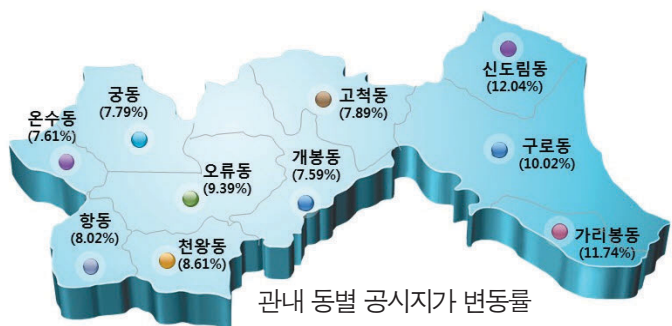 신도림동
(12.04%)
고척동
(7.89%)
궁동
(7.79%)
온수동
(7.61%)
구로동
(10.02%)
개봉동
(7.59%)
오류동
(9.39%)
항동
(8.02%)
천왕동
(8.61%)
가리봉동
(11.74%)
관내 동별 공시지가 변동률